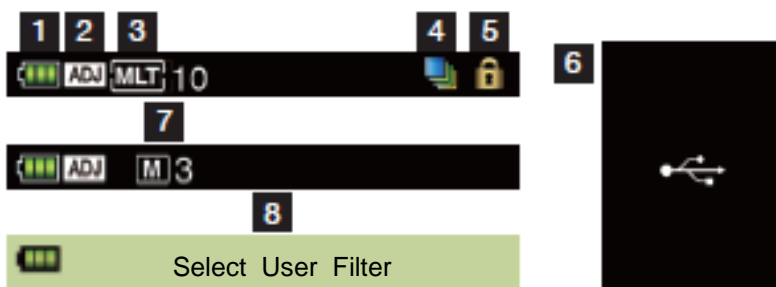 1 2 3 4 5
ADJ MLT 10
6
7
ADJ M 3
8
Select User Filter